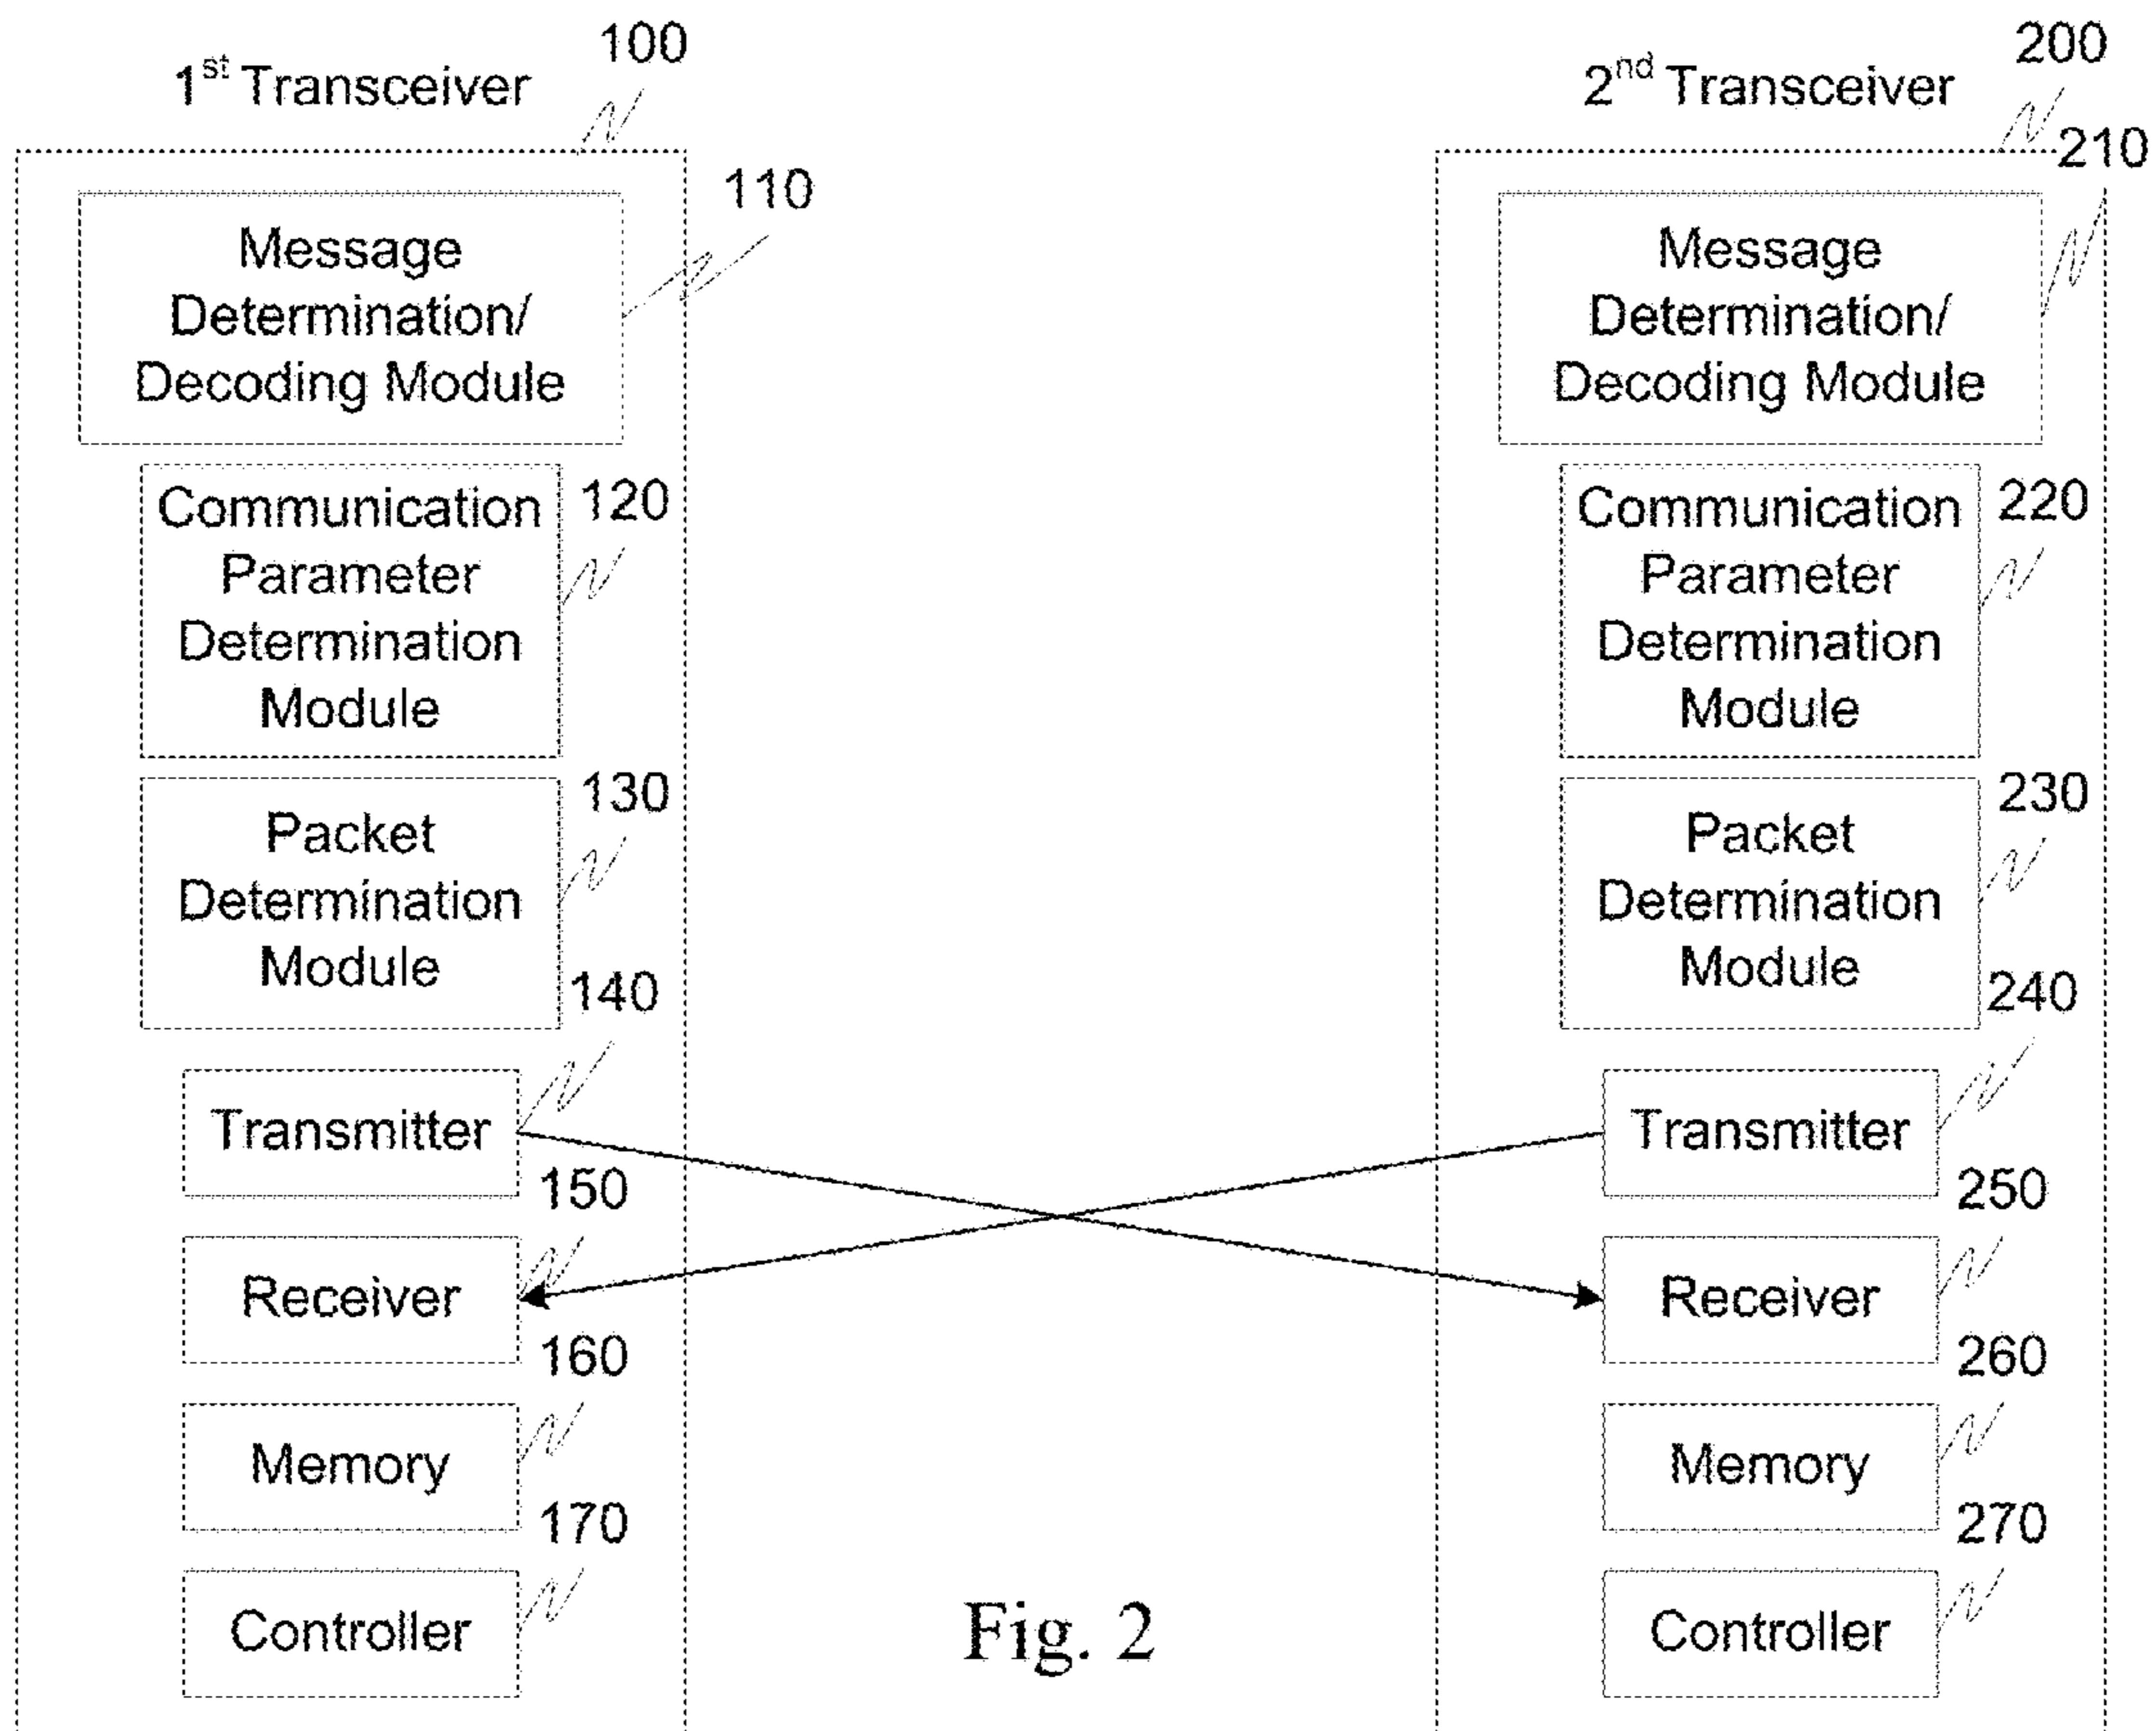 100
1st Transceiver
110
Message
Determination/
Decoding Module
Communication
Parameter
Determination
Module
120
Packet
Determination
Module
130
140
Transmitter
150
Receiver
160
Memory
170
Controller
200
2nd Transceiver
210
Message
Determination/
Decoding Module
Communication
Parameter
Determination
Module
220
Packet
Determination
Module
230
240
Transmitter
250
Receiver
260
Memory
270
Controller
Fig. 2